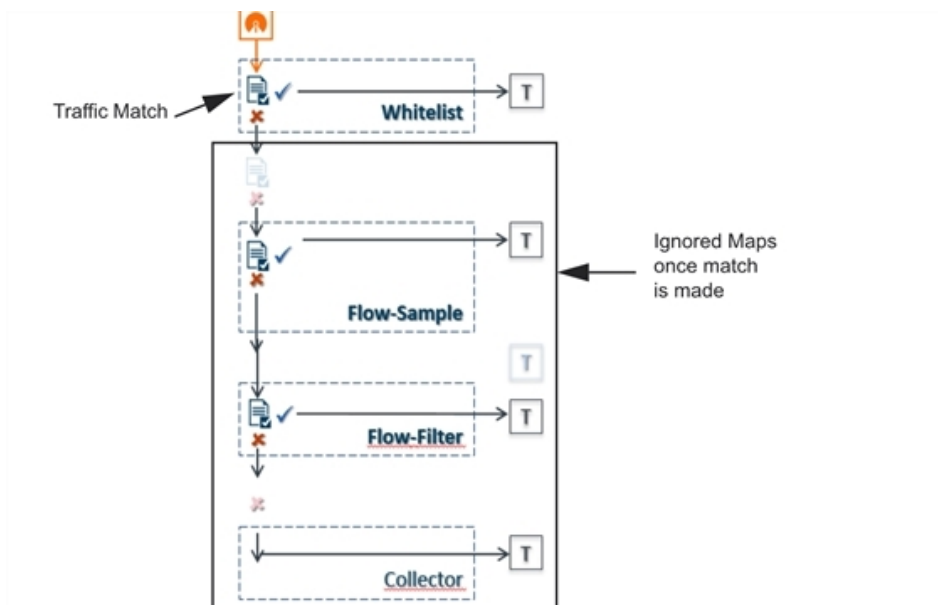 Traffic Match
T
Whitelist
T
Ignored Maps
once match
is made
Flow-Sample
T
T
Flow-Filter
T
Collector